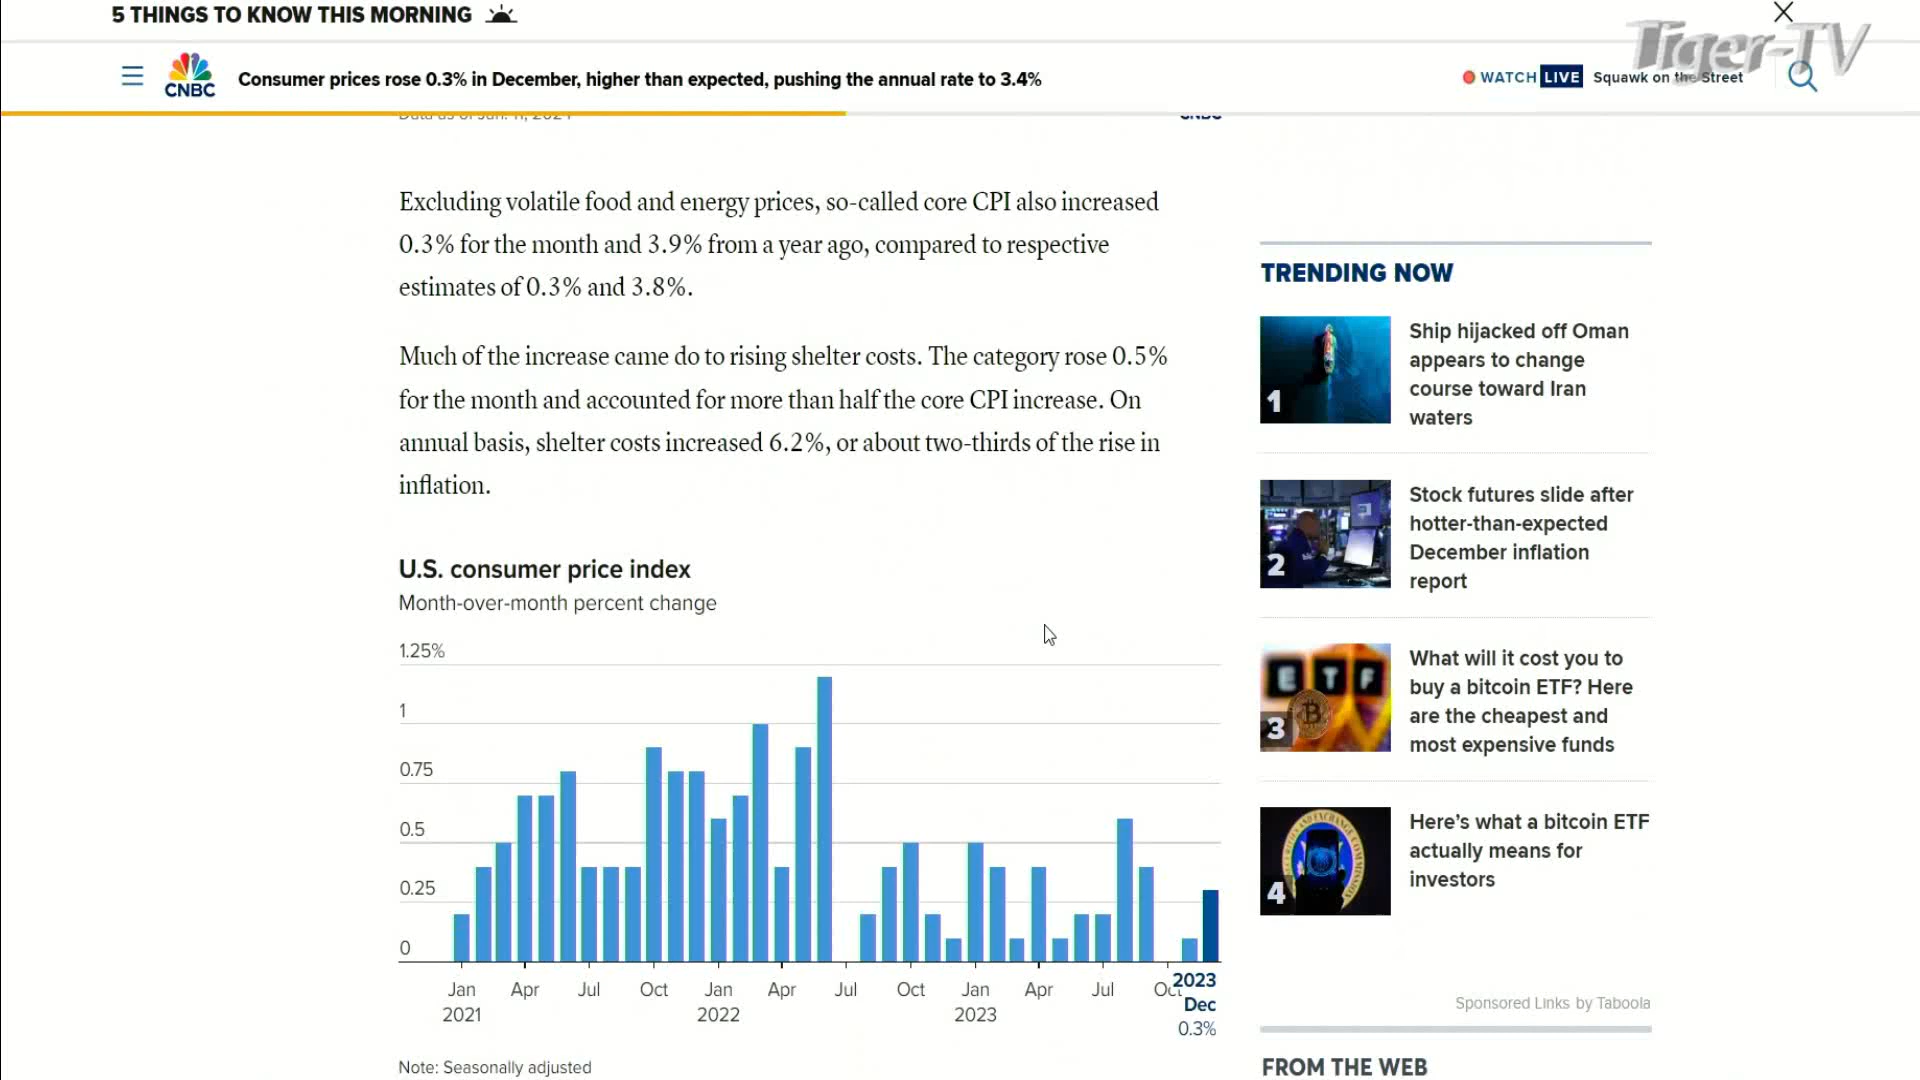 5 THINGS TO KNOW THIS MORNING
Tiger-TV
CNBC
Consumer prices rose 0.3% in December, higher than expected, pushing the annual rate to 3.4%
WATCH LIVE Squawk on the Street
CNBC
Excluding volatile food and energy prices, so-called core CPI also increased
0.3% for the month and 3.9% from a year ago, compared to respective
estimates of 0.3% and 3.8%.
Much of the increase came do to rising shelter costs. The category rose 0.5%
for the month and accounted for more than half the core CPI increase. On
annual basis, shelter costs increased 6.2%, or about two-thirds of the rise in
inflation.
U.S. consumer price index
Month-over-month percent change
1.25%
1
0.75
0.5
0.25
0
Jan Apr Jul Oct Jan Apr Jul Oct Jan Apr Jul Oct
2021 2022 2023
2023
Dec
0.3%
Note: Seasonally adjusted
TRENDING NOW
1
Ship hijacked off Oman
appears to change
course toward Iran
waters
2
Stock futures slide after
hotter-than-expected
December inflation
report
ETF
3
What will it cost you to
buy a bitcoin ETF? Here
are the cheapest and
most expensive funds
4
Here's what a bitcoin ETF
actually means for
investors
Sponsored Links by Taboola
FROM THE WEB